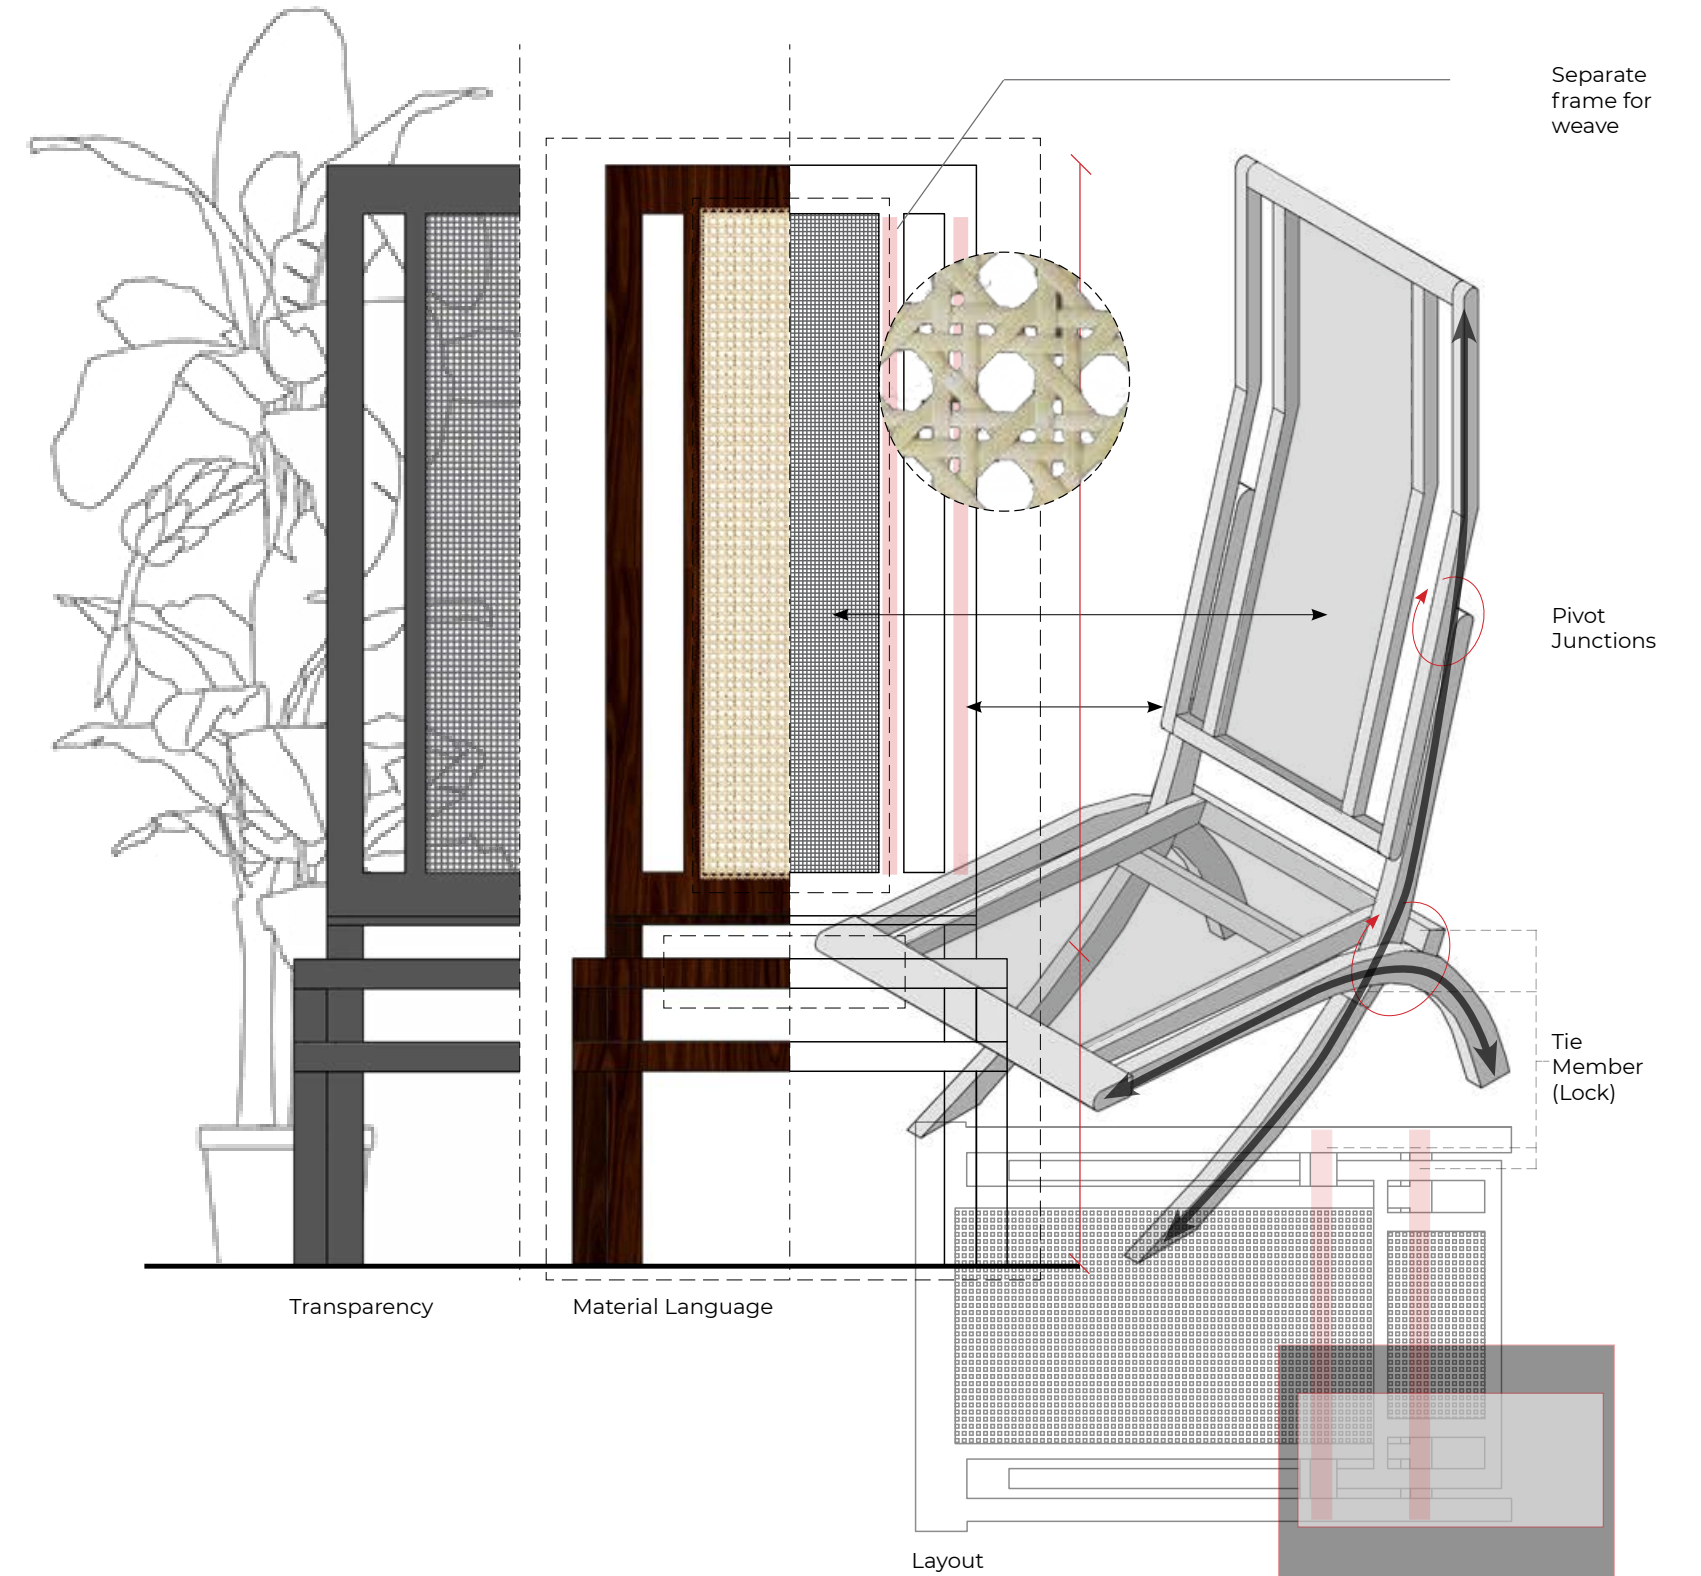 Separate
frame for
weave
Pivot
Junctions
Tie
Member
(Lock)
Transparency
Material Language
Layout